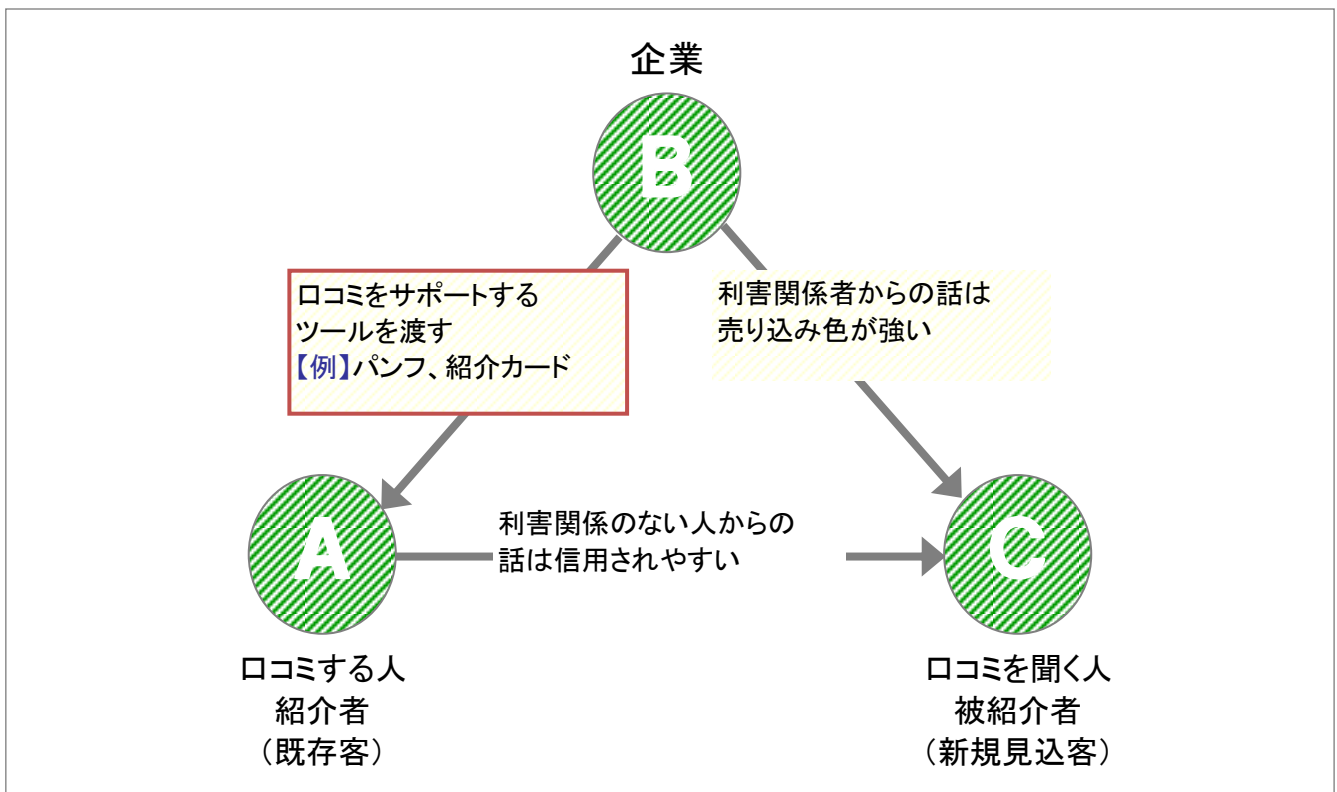 企業
B
口コミをサポートする
ツールを渡す
【例】パンフ、紹介カード
利害関係者からの話は
売り込み色が強い
利害関係のない人からの
話は信用されやすい
A
C
口コミする人
紹介者
（既存客）
口コミを聞く人
被紹介者
（新規見込客）